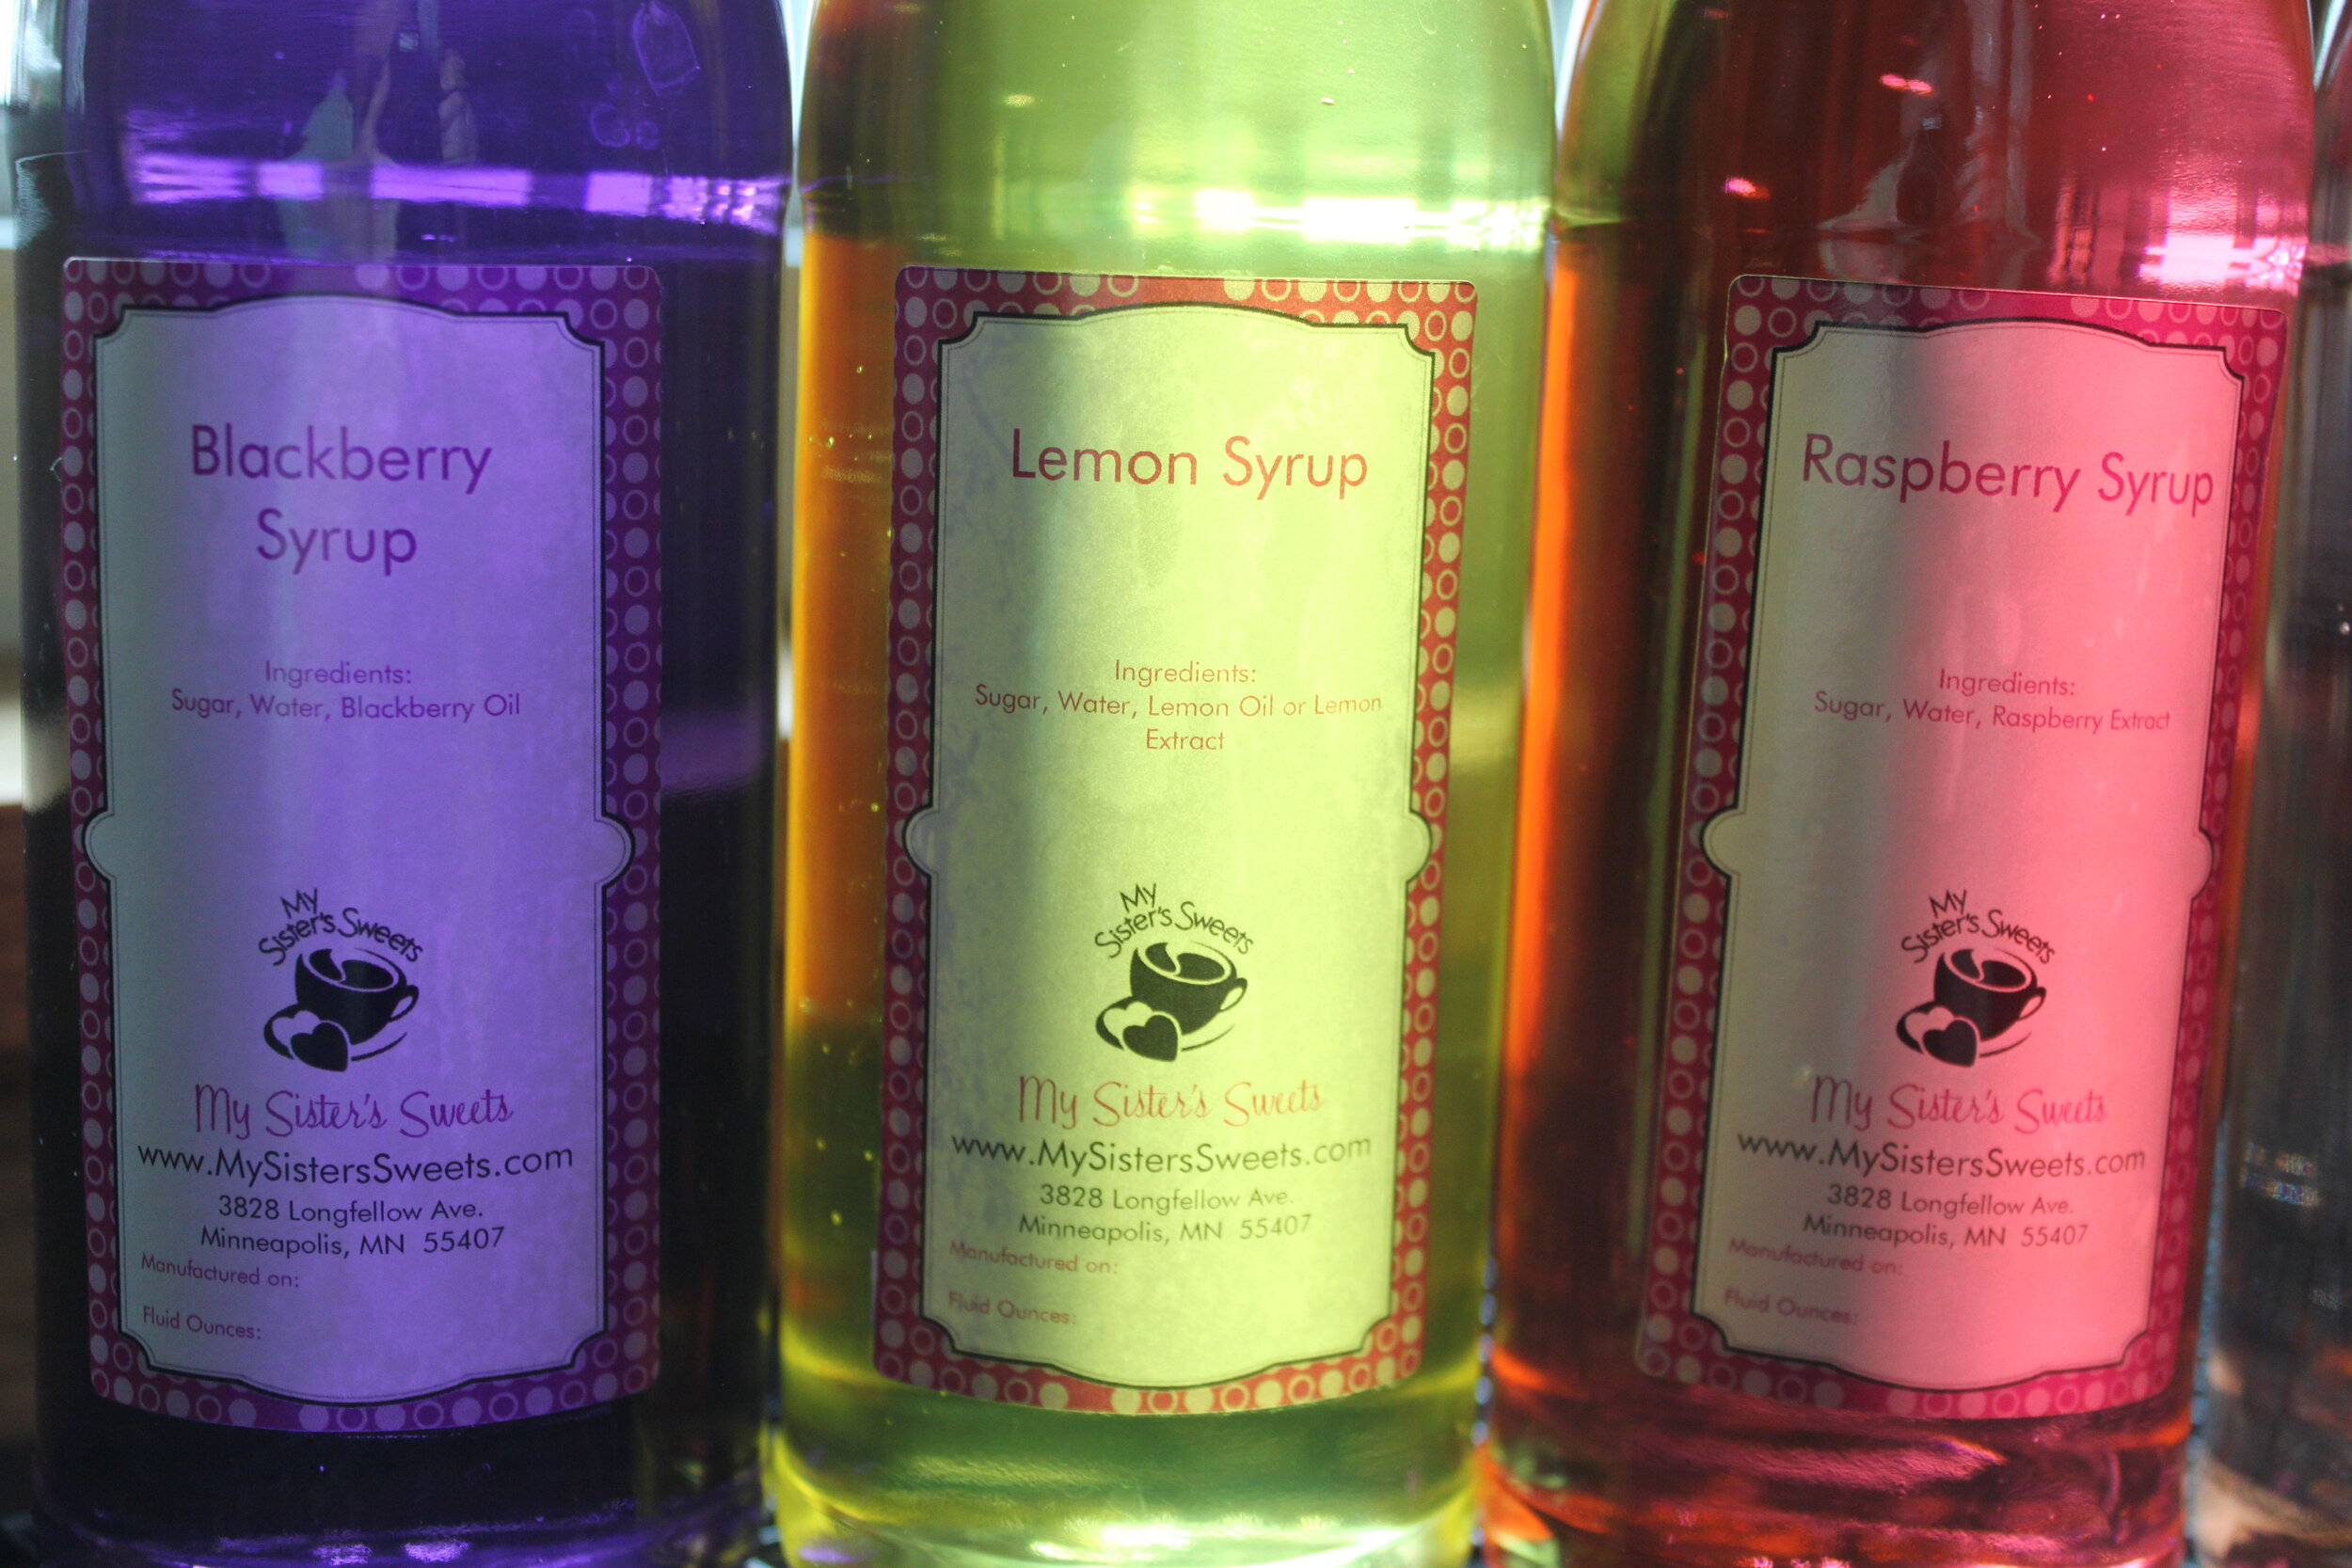 Blackberry
Syrup
Ingredients:
Sugar, Water, Blackberry Oil
My
Sister's Sweets
My Sister's Sweets
www.MySistersSweets.com
3828 Longfellow Ave.
Minneapolis, MN 55407
Manufactured on:
Fluid Ounces:
Lemon Syrup
Ingredients:
Sugar, Water, Lemon Oil or Lemon
Extract
My
Sister's Sweets
My Sister's Sweets
www.MySistersSweets.com
3828 Longfellow Ave.
Minneapolis, MN 55407
Manufactured on:
Fluid Ounces:
Raspberry Syrup
Ingredients:
Sugar, Water, Raspberry Extract
My
Sister's Sweets
My Sister's Sweets
www.MySistersSweets.com
3828 Longfellow Ave.
Minneapolis, MN 55407
Manufactured on:
Fluid Ounces: